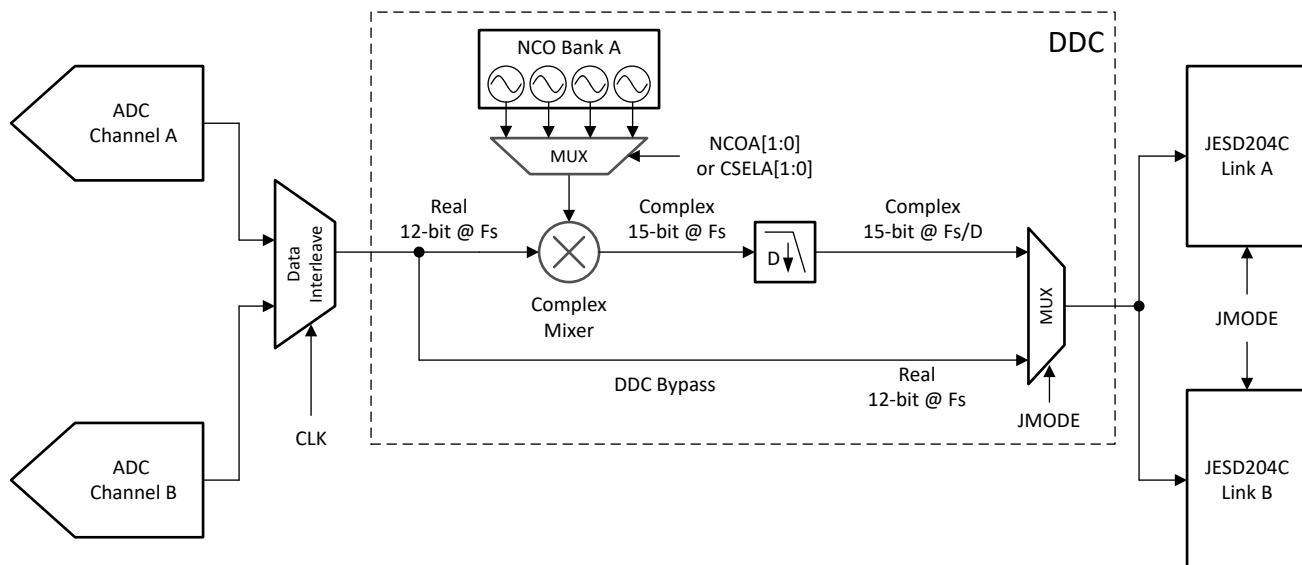 DDC
NCO Bank A
ADC
Channel A
MUX
NCOA[1:0]
or CSELA[1:0]
JESD204C
Link A
Real
12-bit @ Fs
Complex
15-bit @ Fs
Complex
15-bit @ Fs/D
Data
Interleave
D
MUX
Complex
Mixer
JMODE
DDC Bypass
Real
12-bit @ Fs
JMODE
CLK
ADC
Channel B
JESD204C
Link B